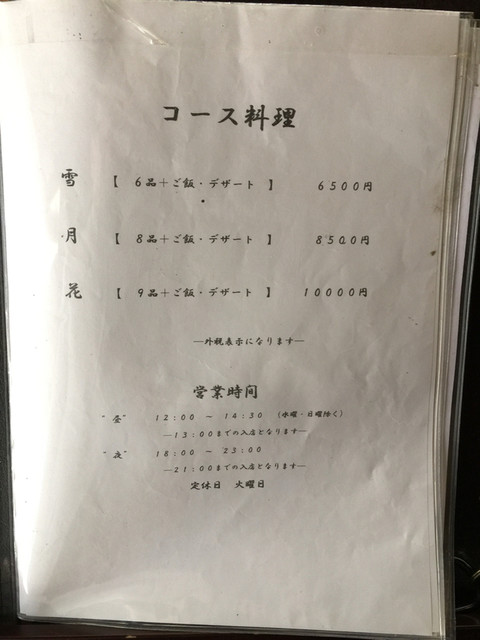 コース料理
雪 【 6品+ご飯・デザート 】 6500円
月 【 8品+ご飯・デザート 】 8500円
花 【 9品+ご飯・デザート 】 10000円
―外税表示になります―
営業時間
"昼" 12:00 ～ 14:30 (水曜・日曜除く)
―13:00までの入店となります―
"夜" 18:00 ～ 23:00
―21:00までの入店となります―
定休日 火曜日